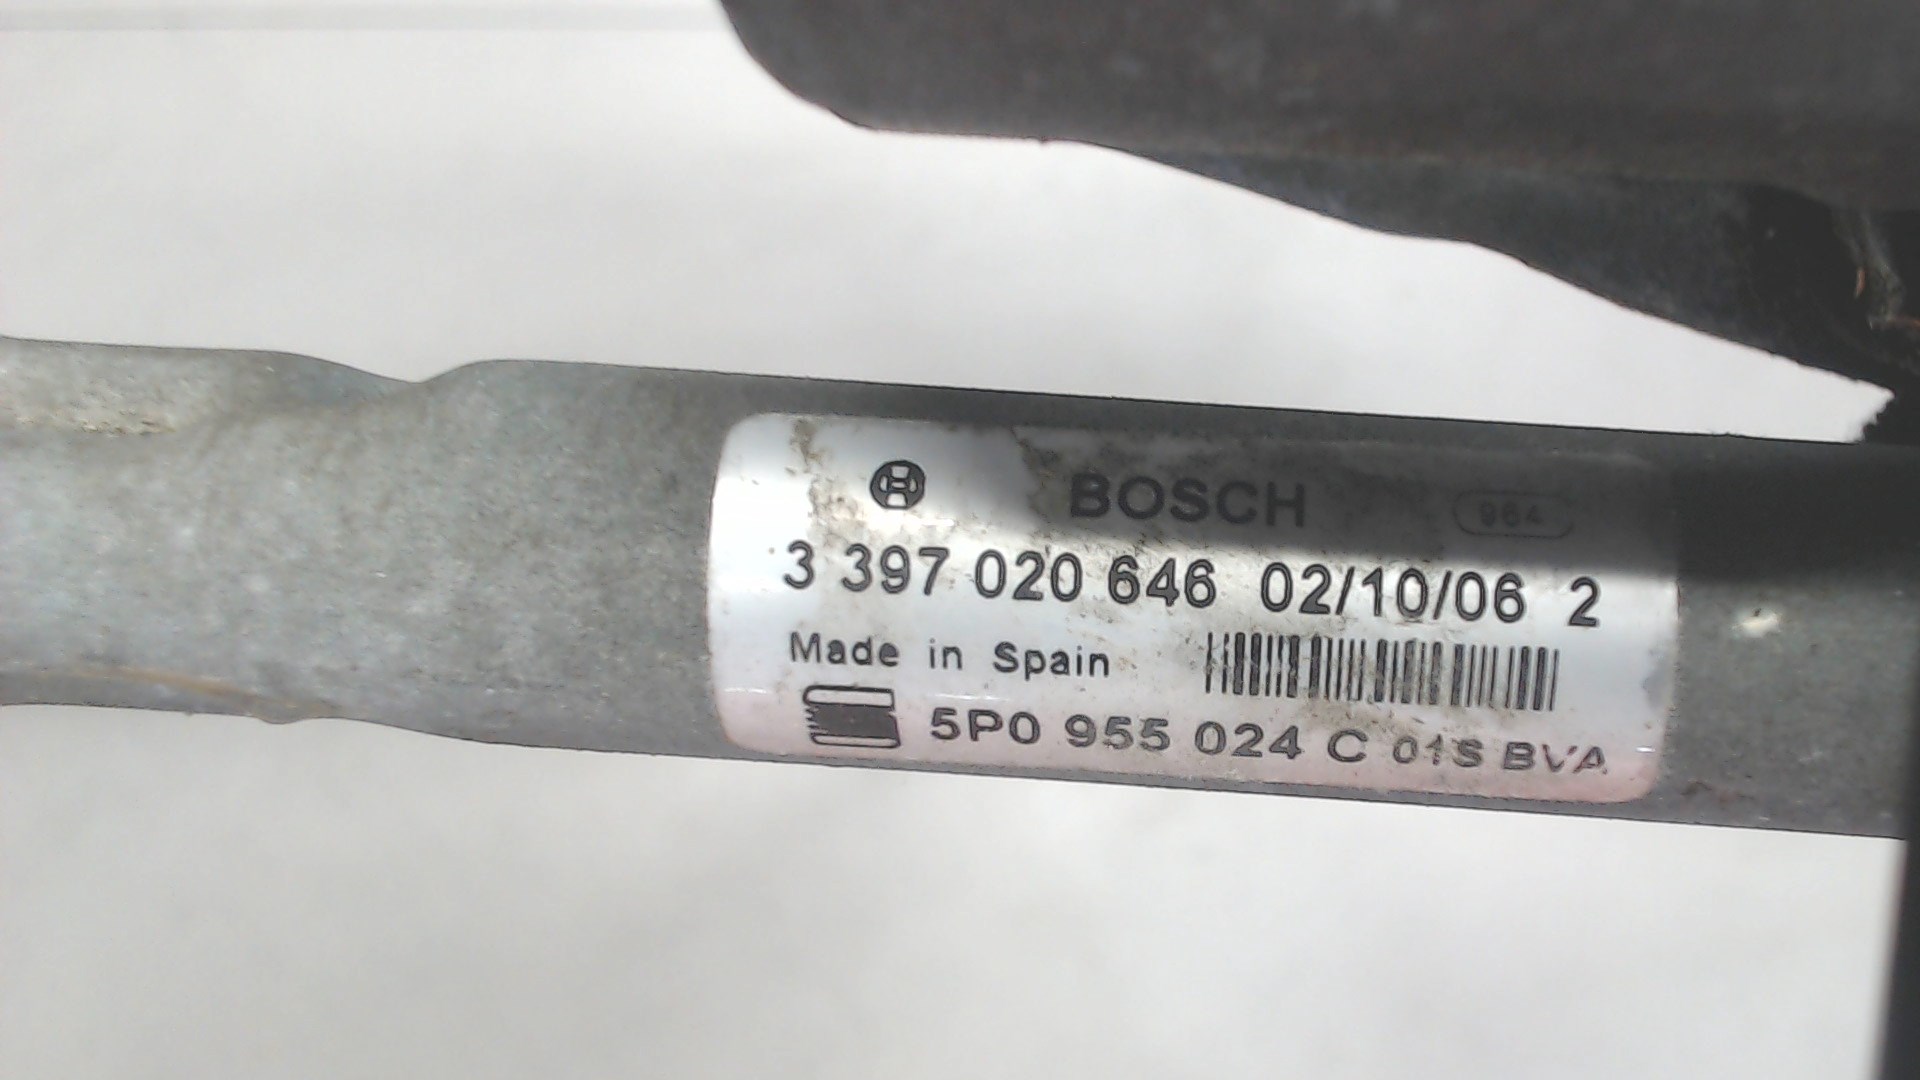 BOSCH 964
3 397 020 646 02/10/06 2
Made in Spain
5P0 955 024 C 01S BVA